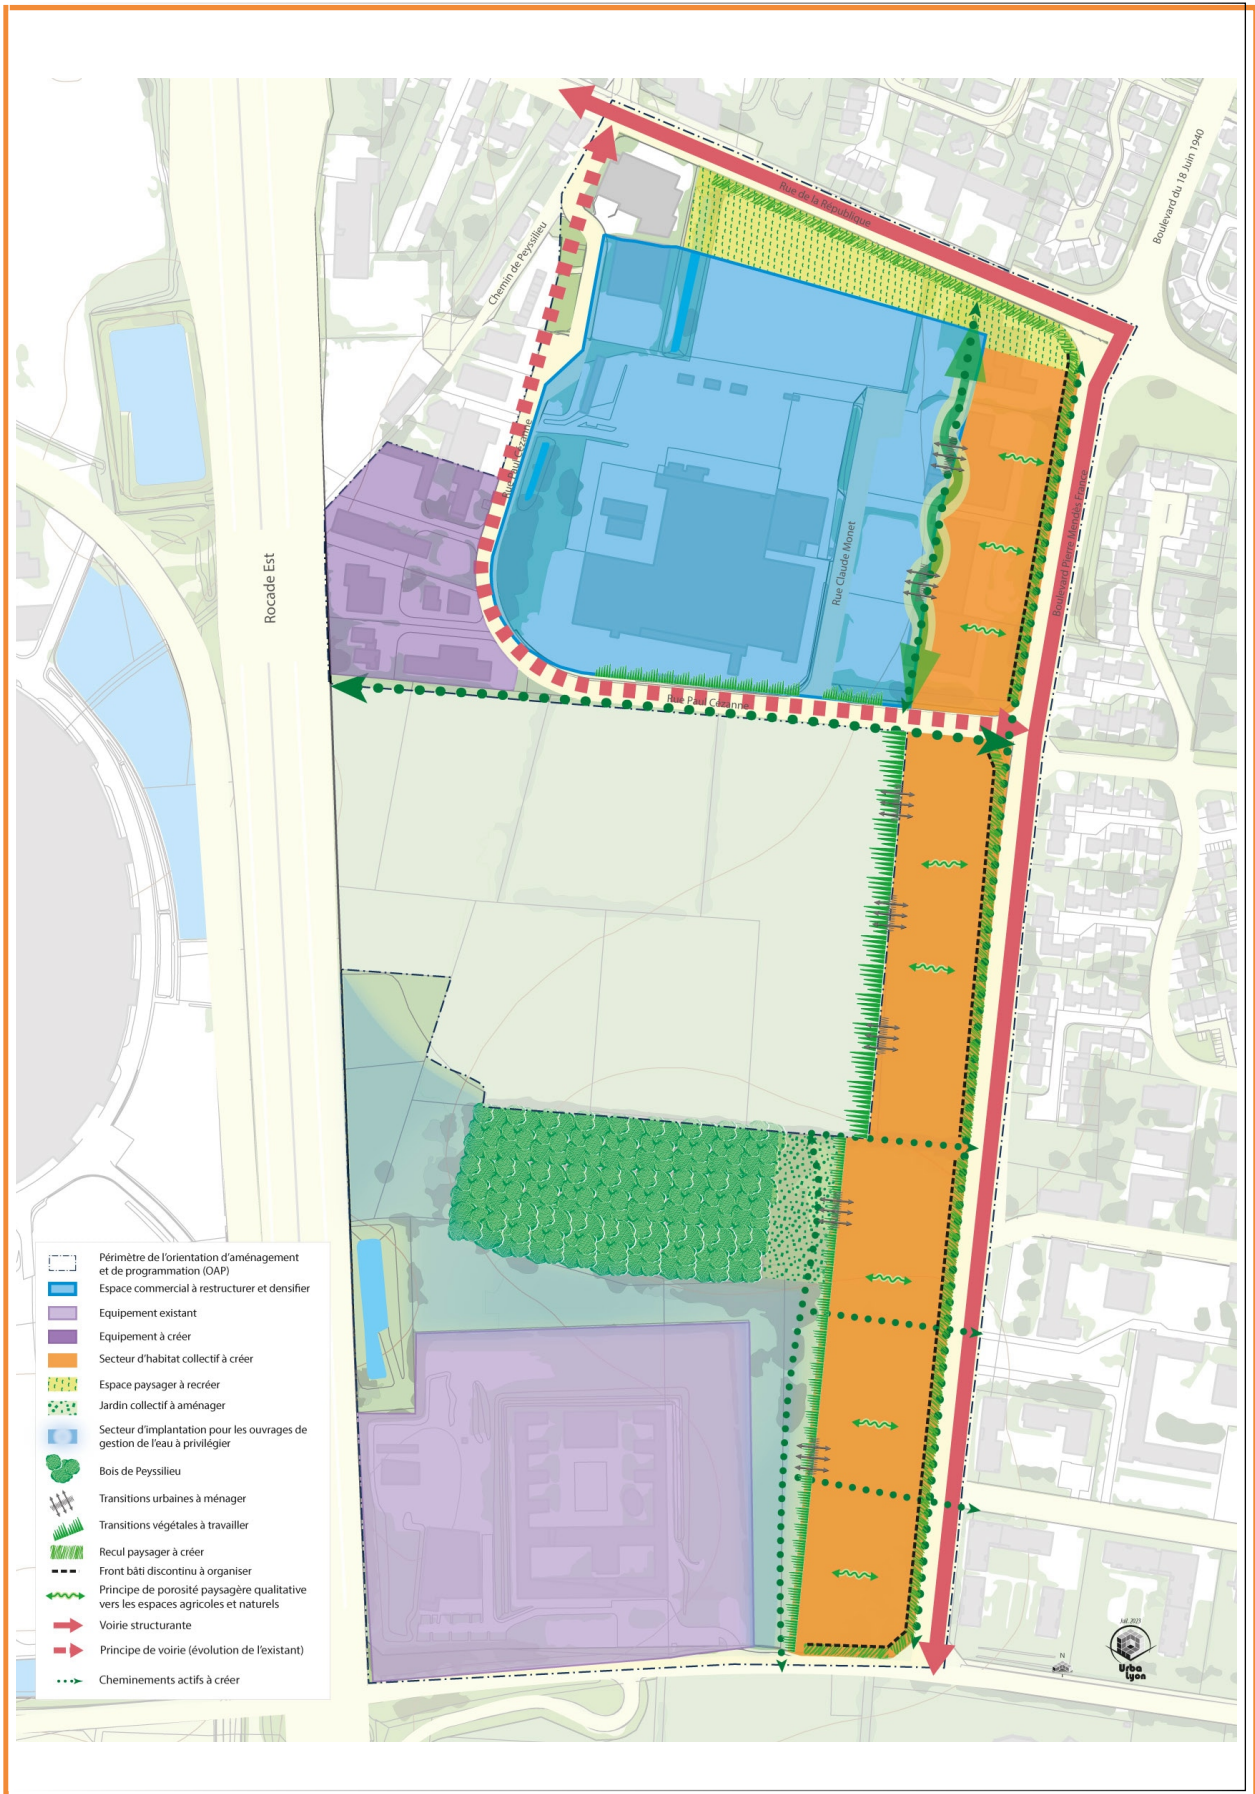 Rue de la République
Boulevard du 18 Juin 1940
Chemin de Peyssilieu
Rue Paul Cézanne
Rocade Est
Rue Claude Monet
Boulevard Pierre Mendès France
Rue Paul Cézanne
Périmètre de l'orientation d'aménagement
et de programmation (OAP)
Espace commercial à restructurer et densifier
Equipement existant
Equipement à créer
Secteur d'habitat collectif à créer
Espace paysager à recréer
Jardin collectif à aménager
Secteur d'implantation pour les ouvrages de
gestion de l'eau à privilégier
Bois de Peyssilieu
Transitions urbaines à ménager
Transitions végétales à travailler
Recul paysager à créer
Front bâti discontinu à organiser
Principe de porosité paysagère qualitative
vers les espaces agricoles et naturels
Voirie structurante
Principe de voirie (évolution de l'existant)
Cheminements actifs à créer
N
Urba
Lyon